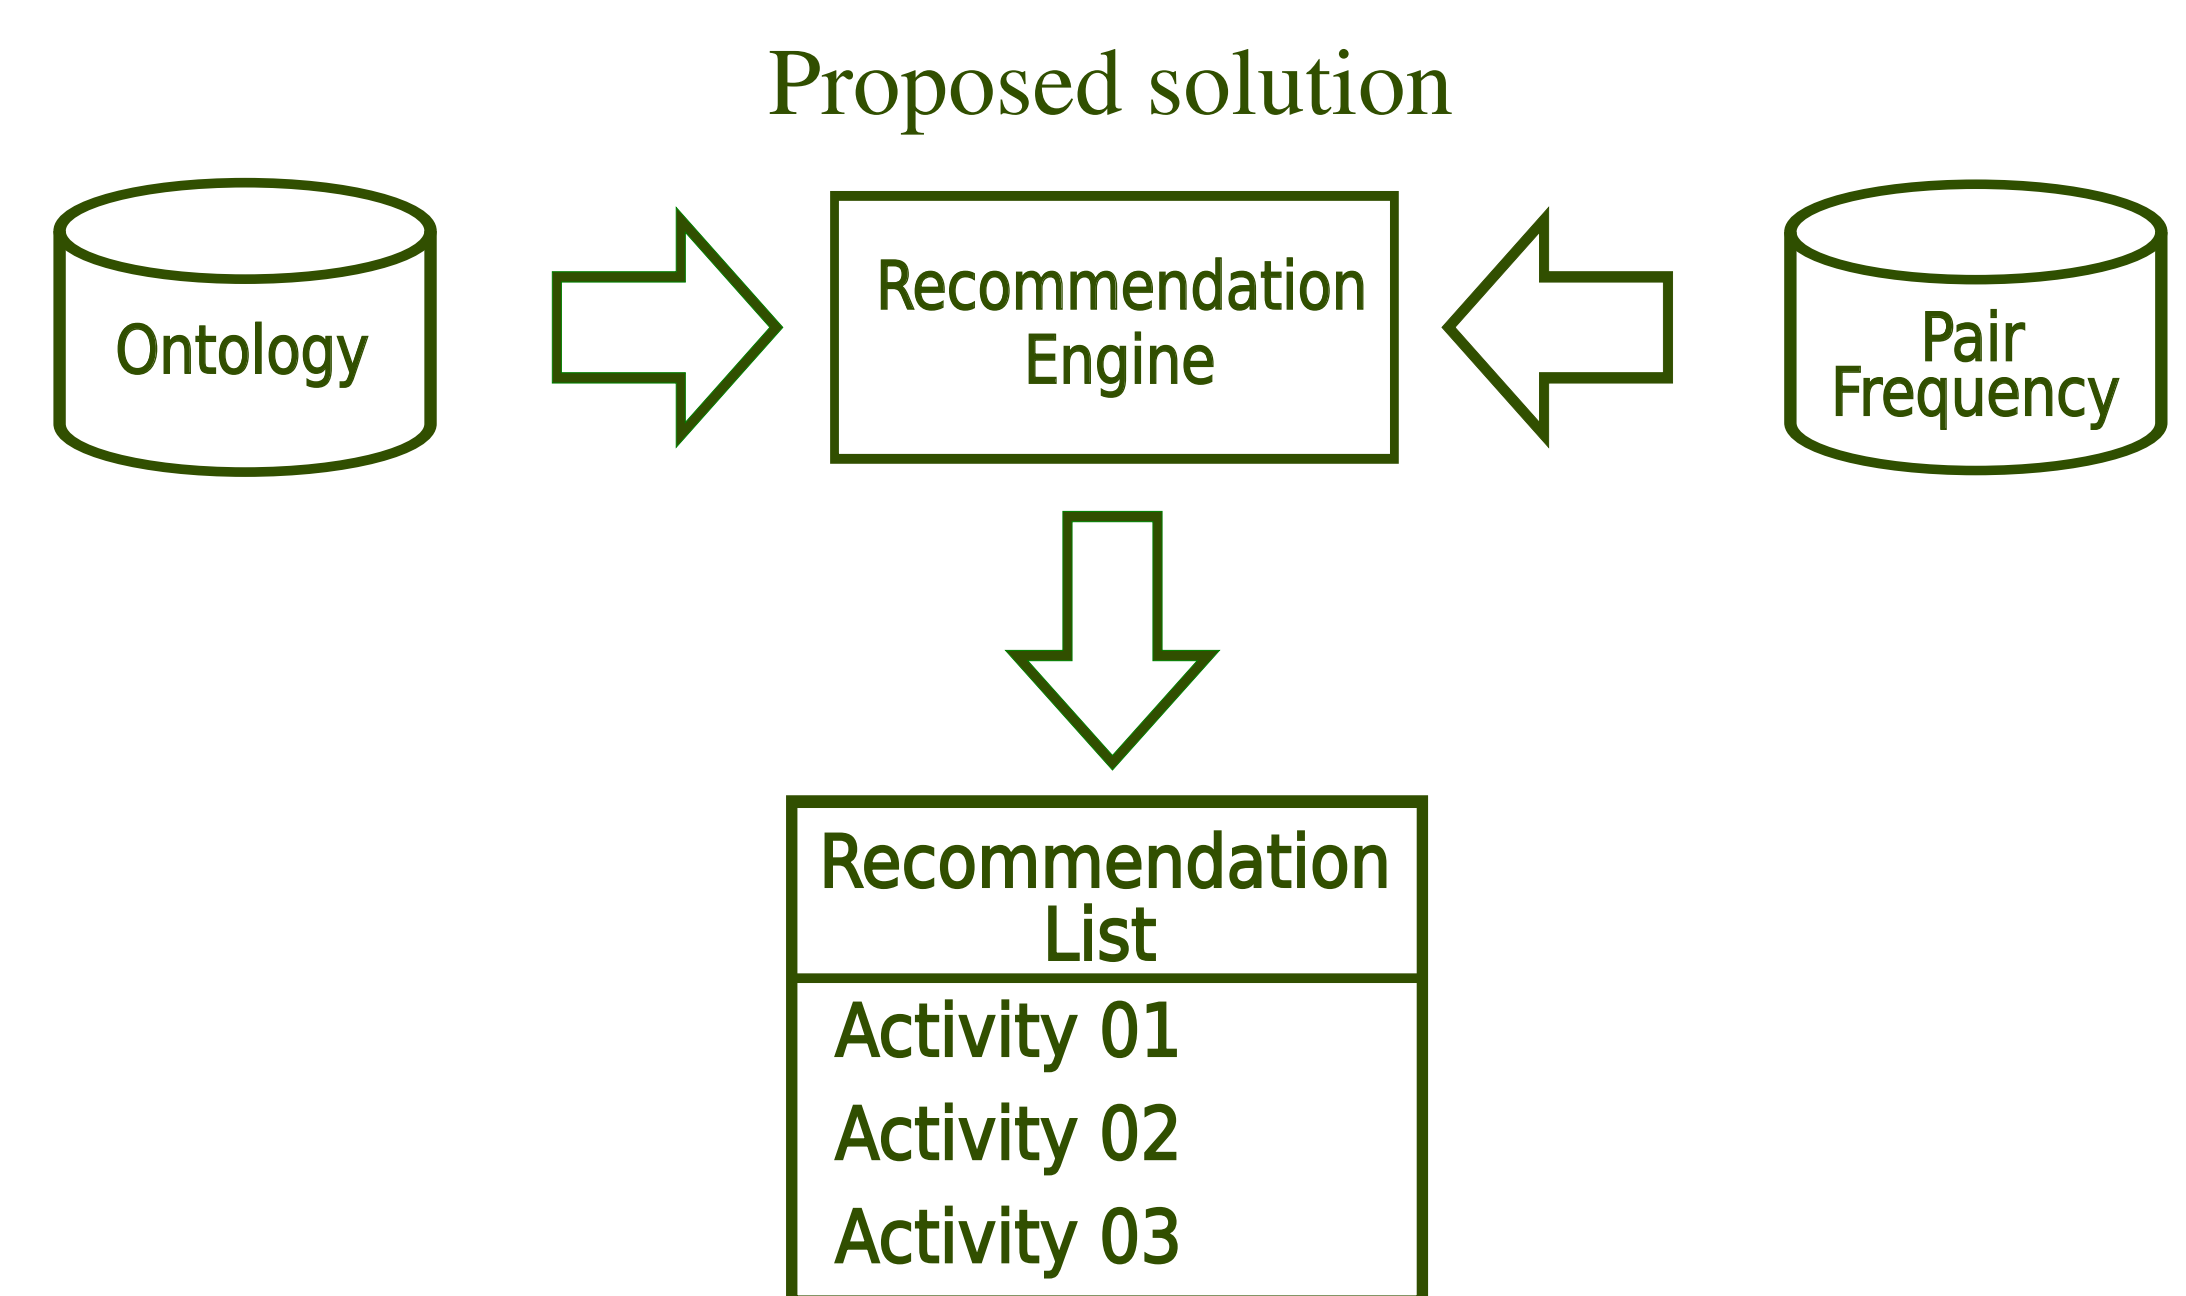 Proposed solution
Ontology
Recommendation
Engine
Pair
Frequency
Recommendation
List
Activity 01
Activity 02
Activity 03